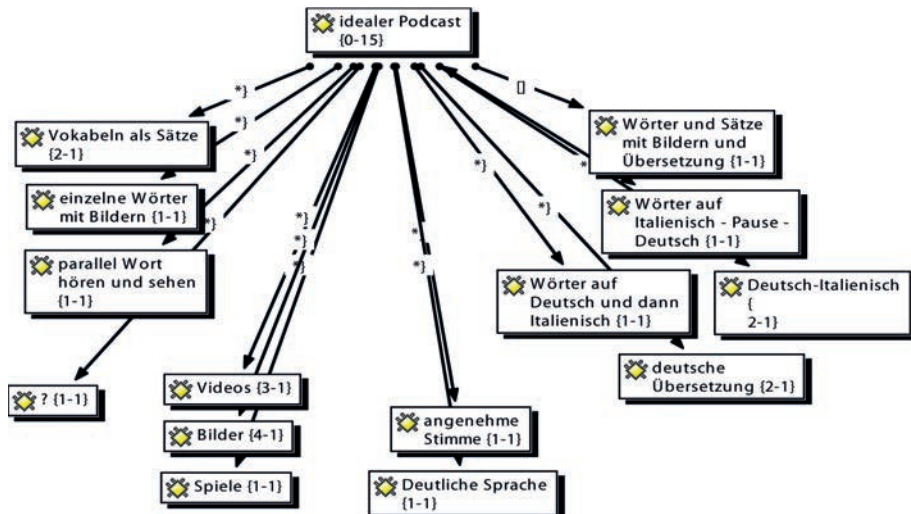 idealer Podcast
{0-15}
*}
[]
*}
Vokabeln als Sätze
{2-1}
Wörter und Sätze
mit Bildern und
Übersetzung {1-1}
*}
*}
*
einzelne Wörter
mit Bildern {1-1}
Wörter auf
Italienisch - Pause -
Deutsch {1-1}
*}
*}
*}
*}
*}
*}
*}
*}
parallel Wort
hören und sehen
{1-1}
Wörter auf
Deutsch und dann
Italienisch {1-1}
Deutsch-Italienisch
{
2-1}
deutsche
Übersetzung {2-1}
? {1-1}
Videos {3-1}
Bilder {4-1}
angenehme
Stimme {1-1}
Spiele {1-1}
Deutliche Sprache
{1-1}